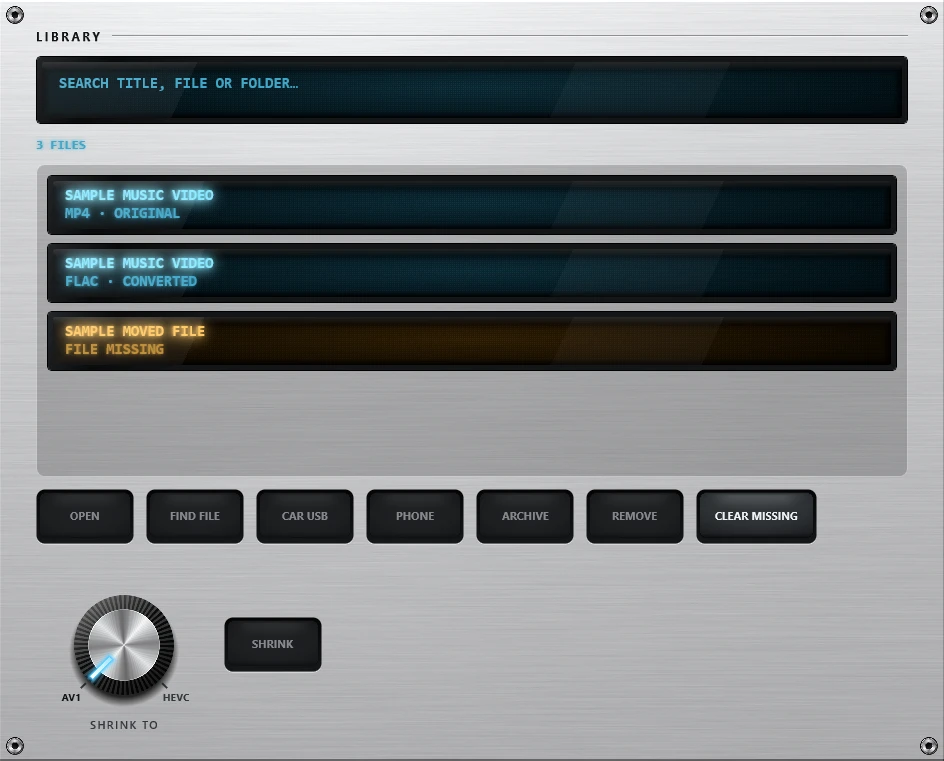 LIBRARY
SEARCH TITLE, FILE OR FOLDER…
3 FILES
SAMPLE MUSIC VIDEO
MP4 · ORIGINAL
SAMPLE MUSIC VIDEO
FLAC · CONVERTED
SAMPLE MOVED FILE
FILE MISSING
OPEN
FIND FILE
CAR USB
PHONE
ARCHIVE
REMOVE
CLEAR MISSING
SHRINK
AV1
HEVC
SHRINK TO